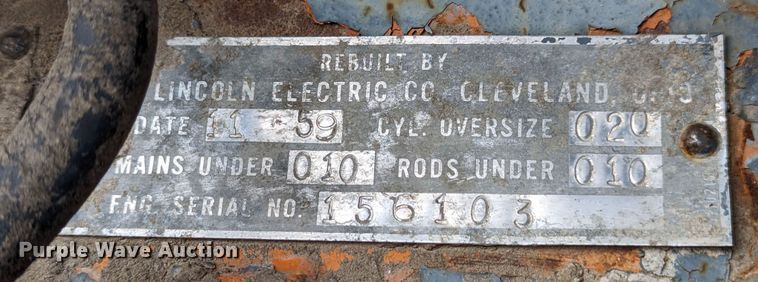 REBUILT BY
LINCOLN ELECTRIC CO. CLEVELAND, OHIO
DATE 11 - 59 CYL. OVERSIZE 020
MAINS UNDER 010 RODS UNDER 010
ENG. SERIAL NO. 156103
Purple Wave Auction